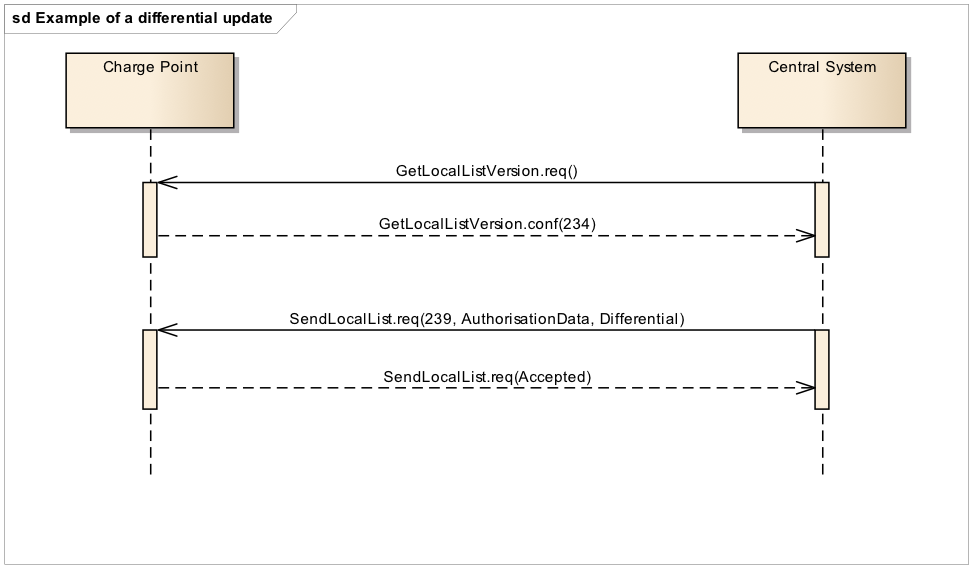 sd Example of a differential update
Charge Point
Central System
GetLocalListVersion.req()
GetLocalListVersion.conf(234)
SendLocalList.req(239, AuthorisationData, Differential)
SendLocalList.req(Accepted)